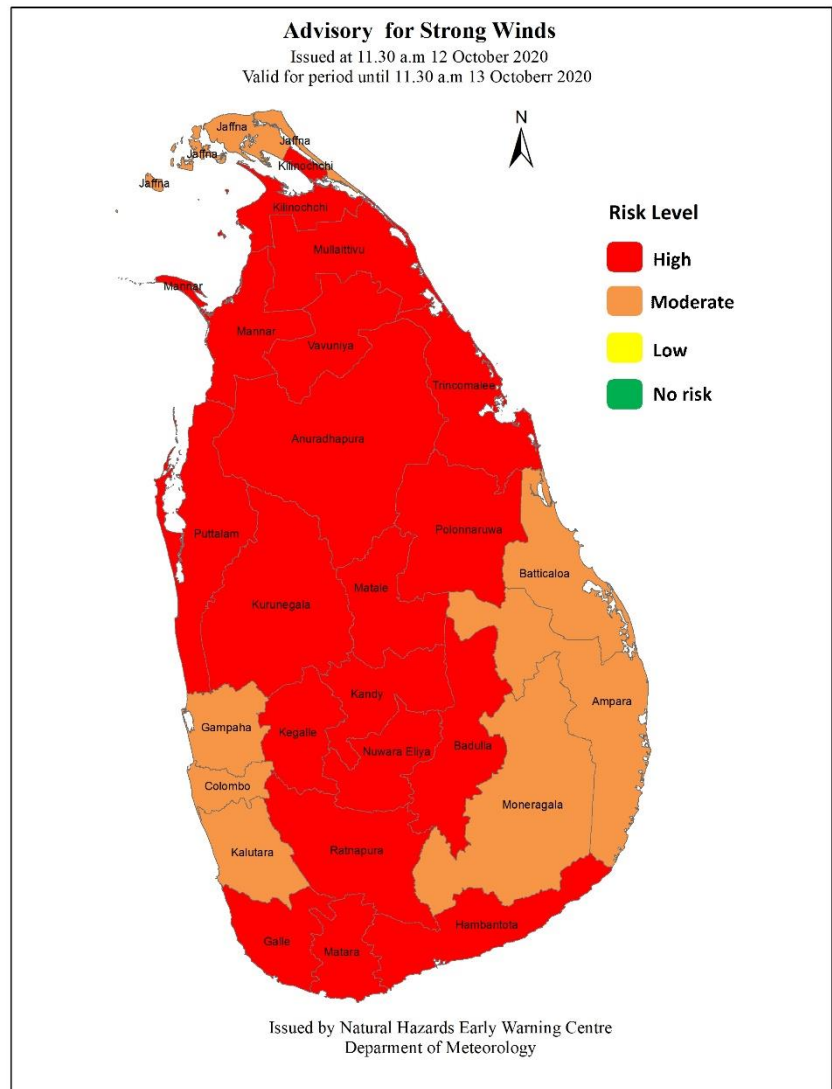 Advisory for Strong Winds
Issued at 11.30 a.m 12 October 2020
Valid for period until 11.30 a.m 13 Octoberr 2020
N
Jaffna
Jaffna
Jaffna
Kilinochchi
Jaffna
Kilinochchi
Mullaittivu
Mannar
Mannar
Vavuniya
Trincomalee
Anuradhapura
Puttalam
Polonnaruwa
Batticaloa
Matale
Kurunegala
Kandy
Ampara
Gampaha
Kegalle
Nuwara Eliya
Badulla
Colombo
Moneragala
Kalutara
Ratnapura
Hambantota
Galle
Matara
Risk Level
High
Moderate
Low
No risk
Issued by Natural Hazards Early Warning Centre
Deparment of Meteorology